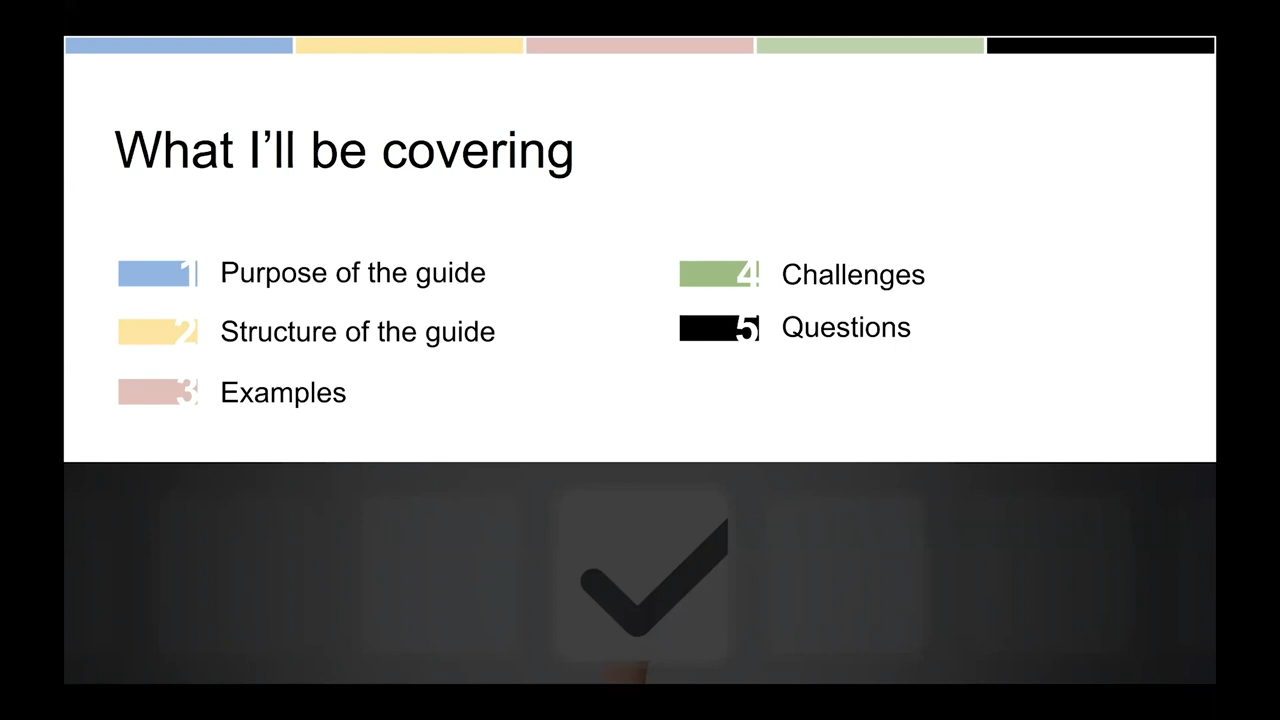 What I’ll be covering
1 Purpose of the guide
2 Structure of the guide
3 Examples
4 Challenges
5 Questions